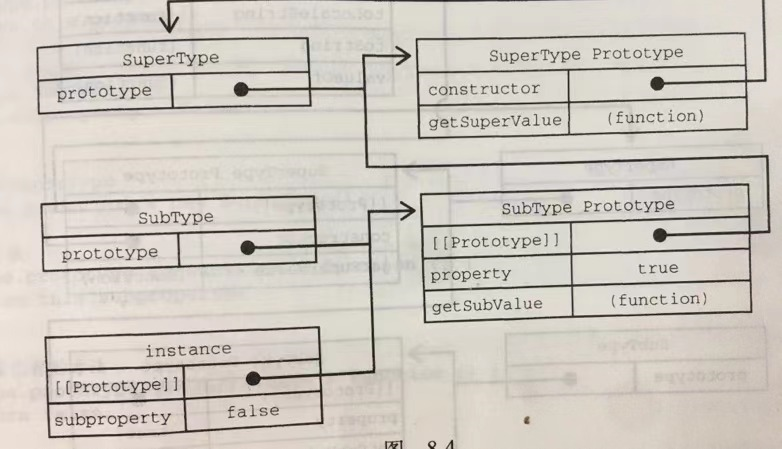 SuperType
prototype
SuperType Prototype
constructor
getSuperValue (function)
SubType
prototype
SubType Prototype
[[Prototype]]
property true
getSubValue (function)
instance
[[Prototype]]
subproperty false
图 8.4